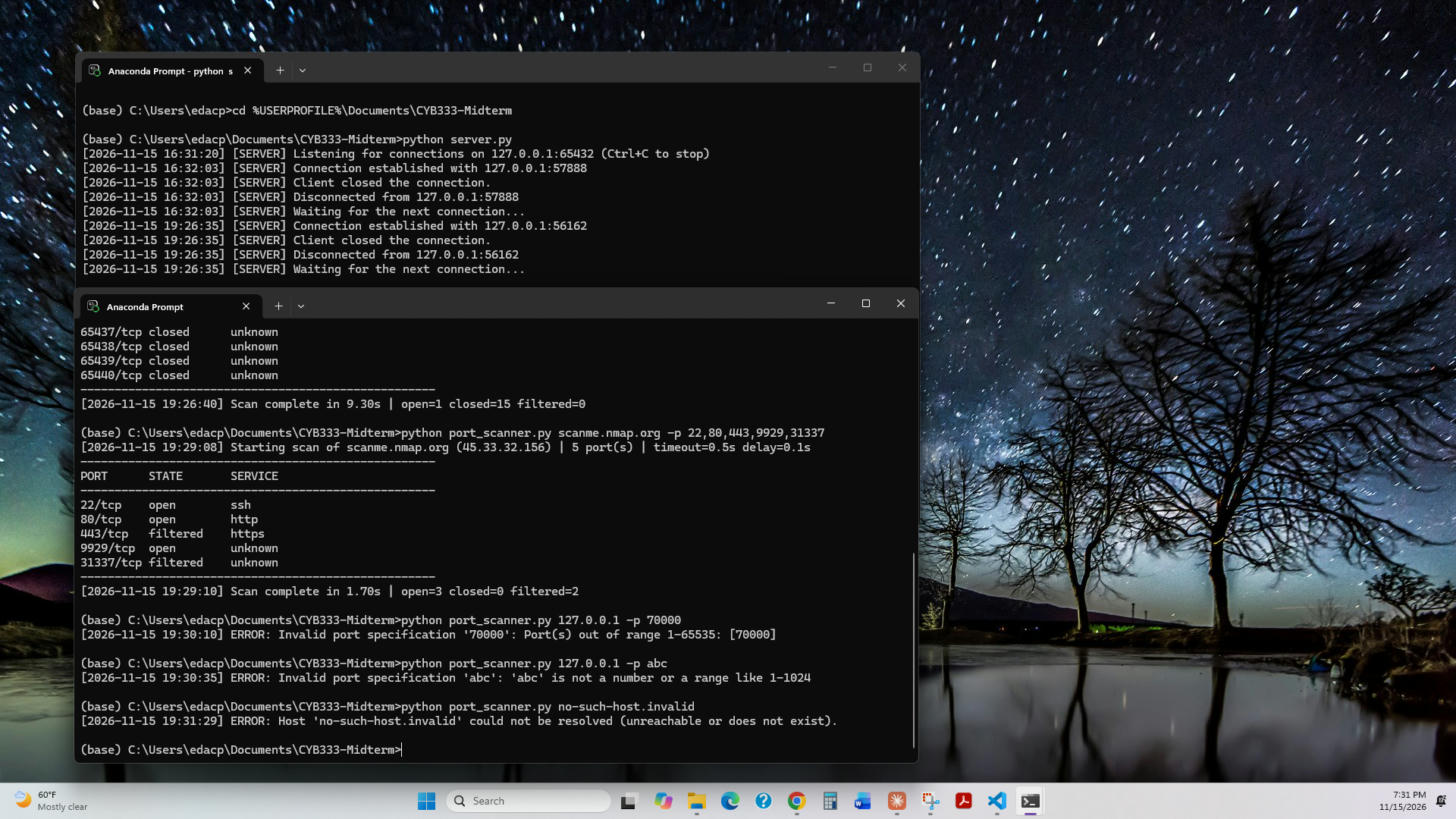 Anaconda Prompt - python s
(base) C:\Users\edacp>cd %USERPROFILE%\Documents\CYB333-Midterm
(base) C:\Users\edacp\Documents\CYB333-Midterm>python server.py
[2026-11-15 16:31:20] [SERVER] Listening for connections on 127.0.0.1:65432 (Ctrl+C to stop)
[2026-11-15 16:32:03] [SERVER] Connection established with 127.0.0.1:57888
[2026-11-15 16:32:03] [SERVER] Client closed the connection.
[2026-11-15 16:32:03] [SERVER] Disconnected from 127.0.0.1:57888
[2026-11-15 16:32:03] [SERVER] Waiting for the next connection...
[2026-11-15 19:26:35] [SERVER] Connection established with 127.0.0.1:56162
[2026-11-15 19:26:35] [SERVER] Client closed the connection.
[2026-11-15 19:26:35] [SERVER] Disconnected from 127.0.0.1:56162
[2026-11-15 19:26:35] [SERVER] Waiting for the next connection...
Anaconda Prompt
65437/tcp closed unknown
65438/tcp closed unknown
65439/tcp closed unknown
65440/tcp closed unknown
----------------------------------------------------
[2026-11-15 19:26:40] Scan complete in 9.30s | open=1 closed=15 filtered=0
(base) C:\Users\edacp\Documents\CYB333-Midterm>python port_scanner.py scanme.nmap.org -p 22,80,443,9929,31337
[2026-11-15 19:29:08] Starting scan of scanme.nmap.org (45.33.32.156) | 5 port(s) | timeout=0.5s delay=0.1s
----------------------------------------------------
PORT STATE SERVICE
----------------------------------------------------
22/tcp open ssh
80/tcp open http
443/tcp filtered https
9929/tcp open unknown
31337/tcp filtered unknown
----------------------------------------------------
[2026-11-15 19:29:10] Scan complete in 1.70s | open=3 closed=0 filtered=2
(base) C:\Users\edacp\Documents\CYB333-Midterm>python port_scanner.py 127.0.0.1 -p 70000
[2026-11-15 19:30:10] ERROR: Invalid port specification '70000': Port(s) out of range 1-65535: [70000]
(base) C:\Users\edacp\Documents\CYB333-Midterm>python port_scanner.py 127.0.0.1 -p abc
[2026-11-15 19:30:35] ERROR: Invalid port specification 'abc': 'abc' is not a number or a range like 1-1024
(base) C:\Users\edacp\Documents\CYB333-Midterm>python port_scanner.py no-such-host.invalid
[2026-11-15 19:31:29] ERROR: Host 'no-such-host.invalid' could not be resolved (unreachable or does not exist).
(base) C:\Users\edacp\Documents\CYB333-Midterm>
60°F
Mostly clear
Search
7:31 PM
11/15/2026